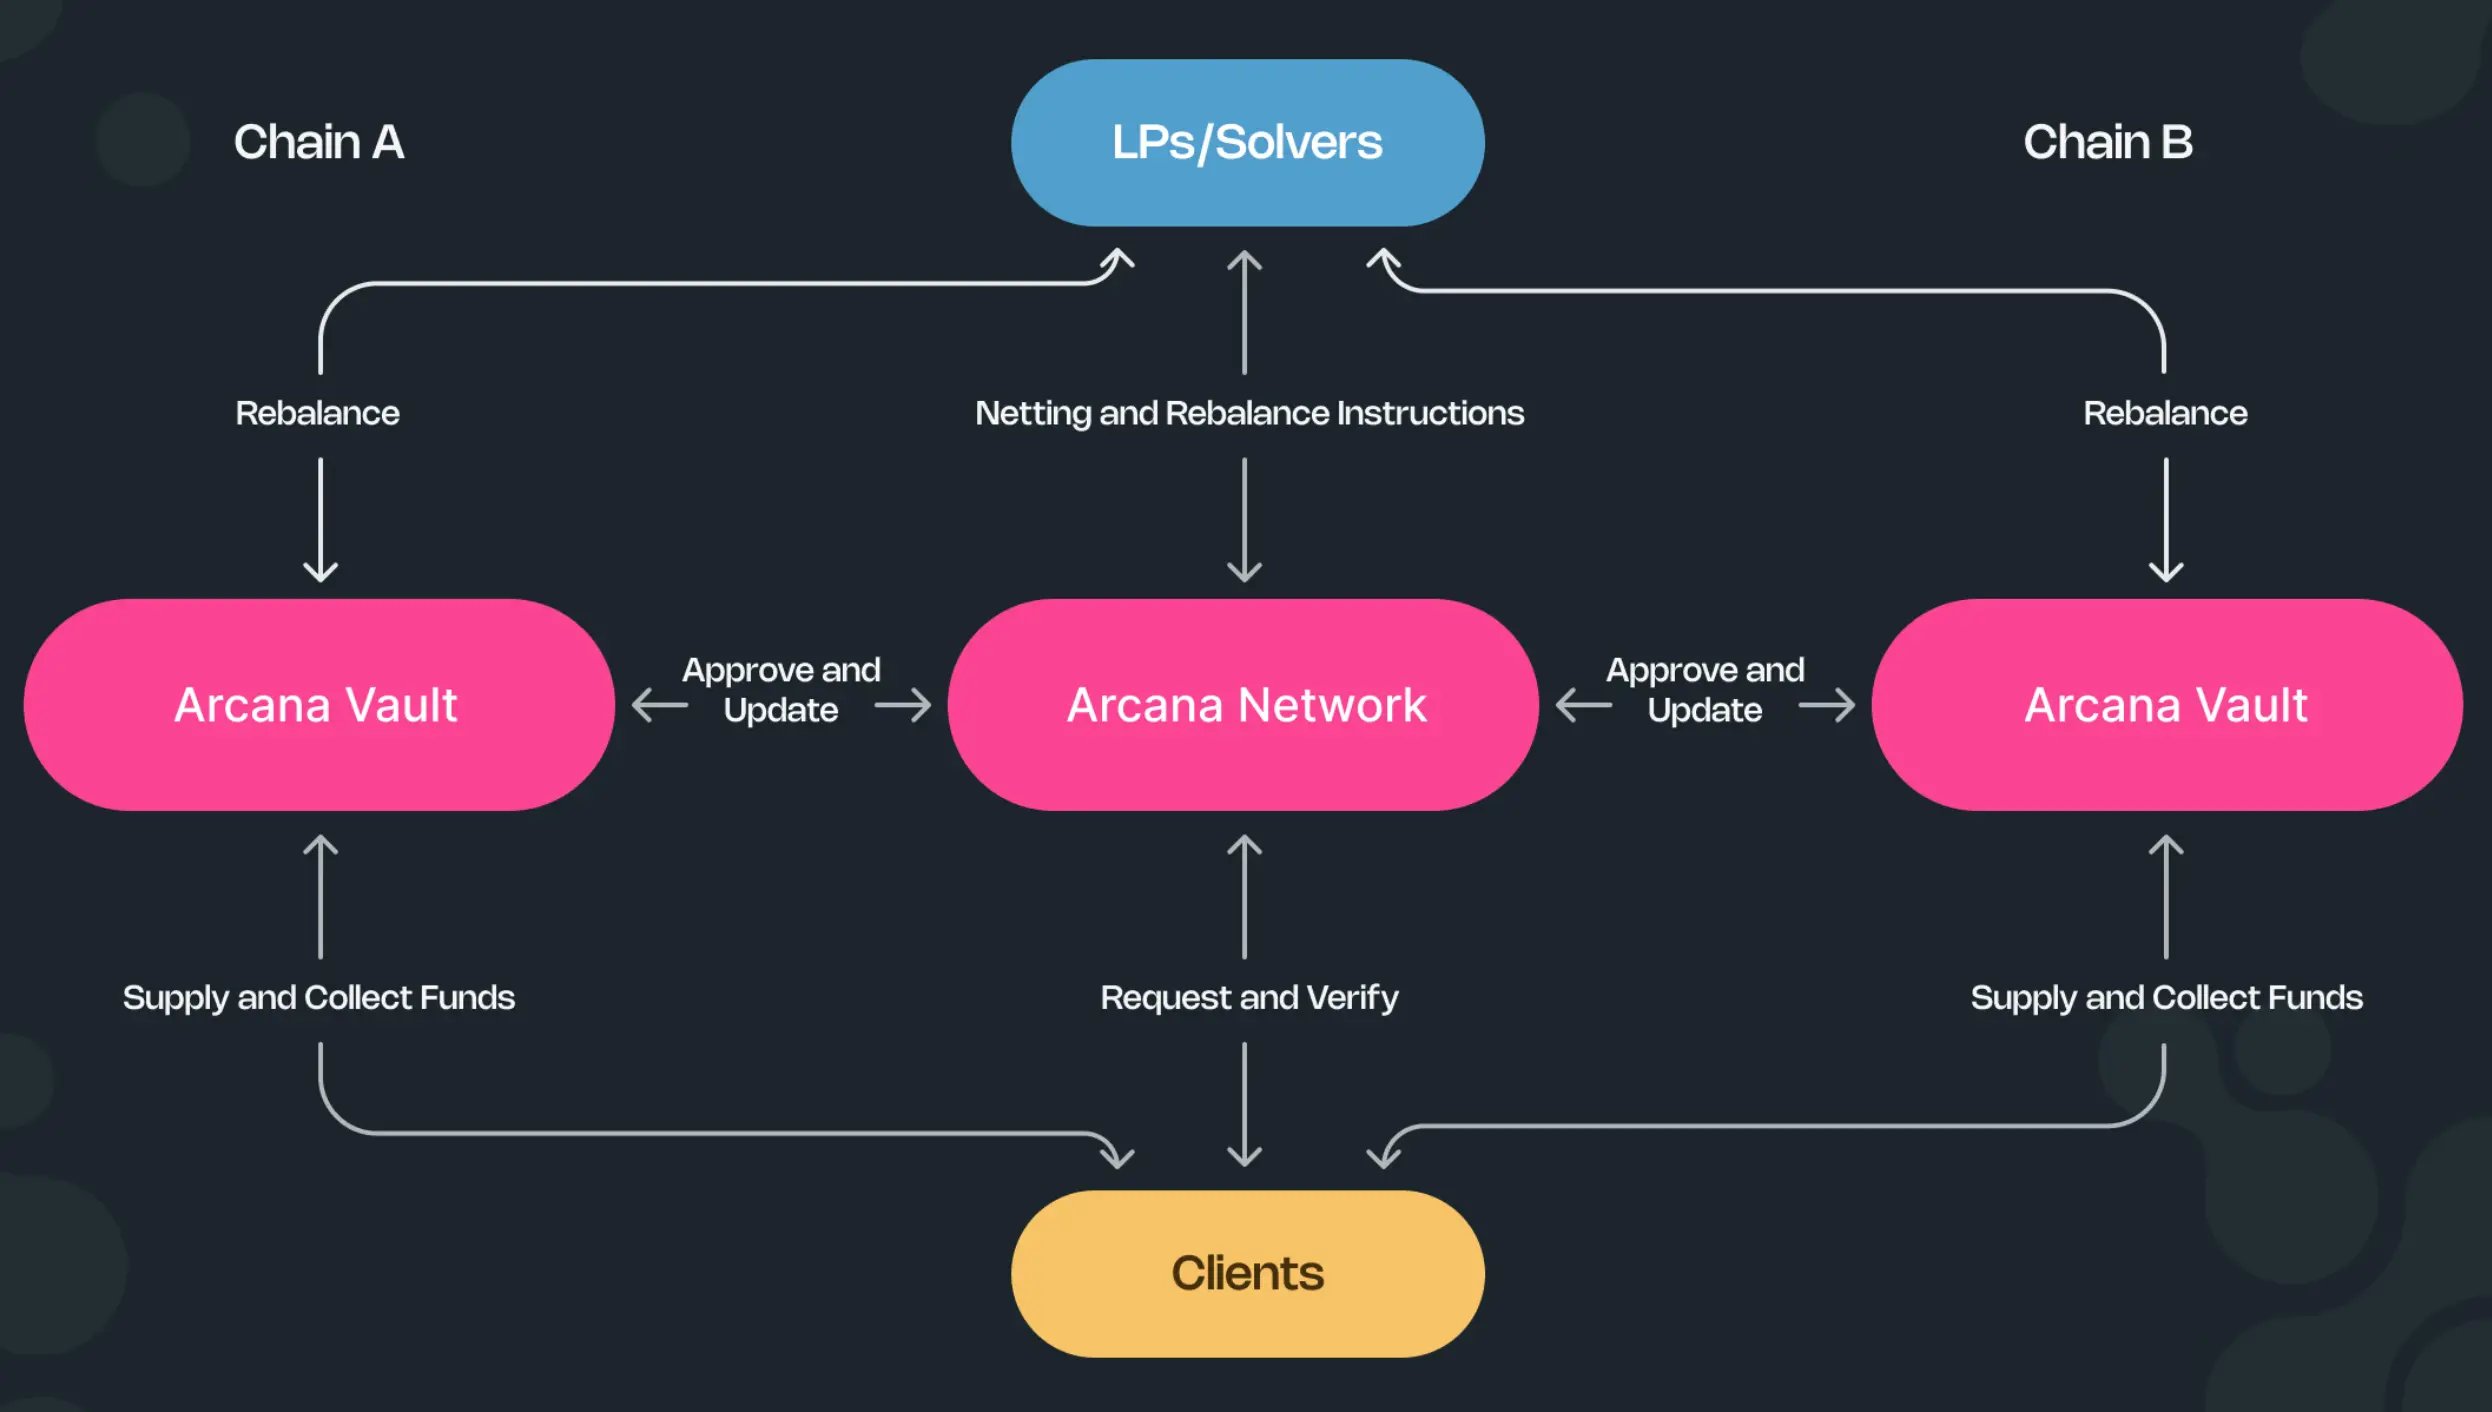 Chain A
LPs/Solvers
Chain B
Rebalance
Netting and Rebalance Instructions
Rebalance
Arcana Vault
Approve and
Update
Arcana Network
Approve and
Update
Arcana Vault
Supply and Collect Funds
Request and Verify
Supply and Collect Funds
Clients